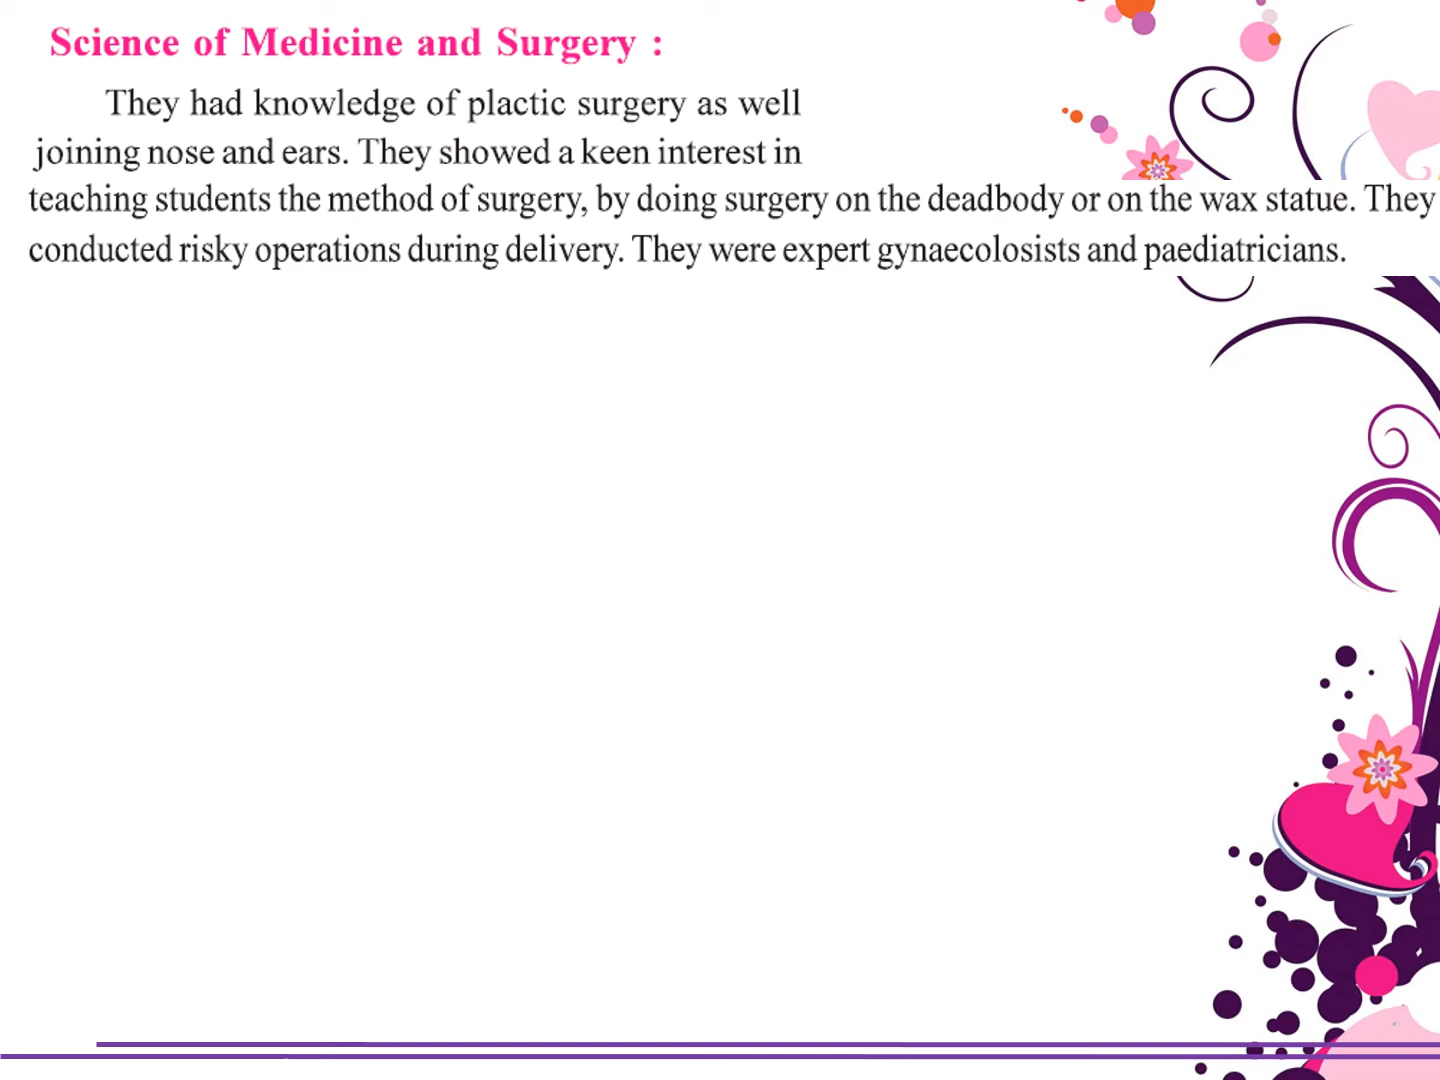 Science of Medicine and Surgery :
They had knowledge of plactic surgery as well
joining nose and ears. They showed a keen interest in
teaching students the method of surgery, by doing surgery on the deadbody or on the wax statue. They
conducted risky operations during delivery. They were expert gynaecolosists and paediatricians.